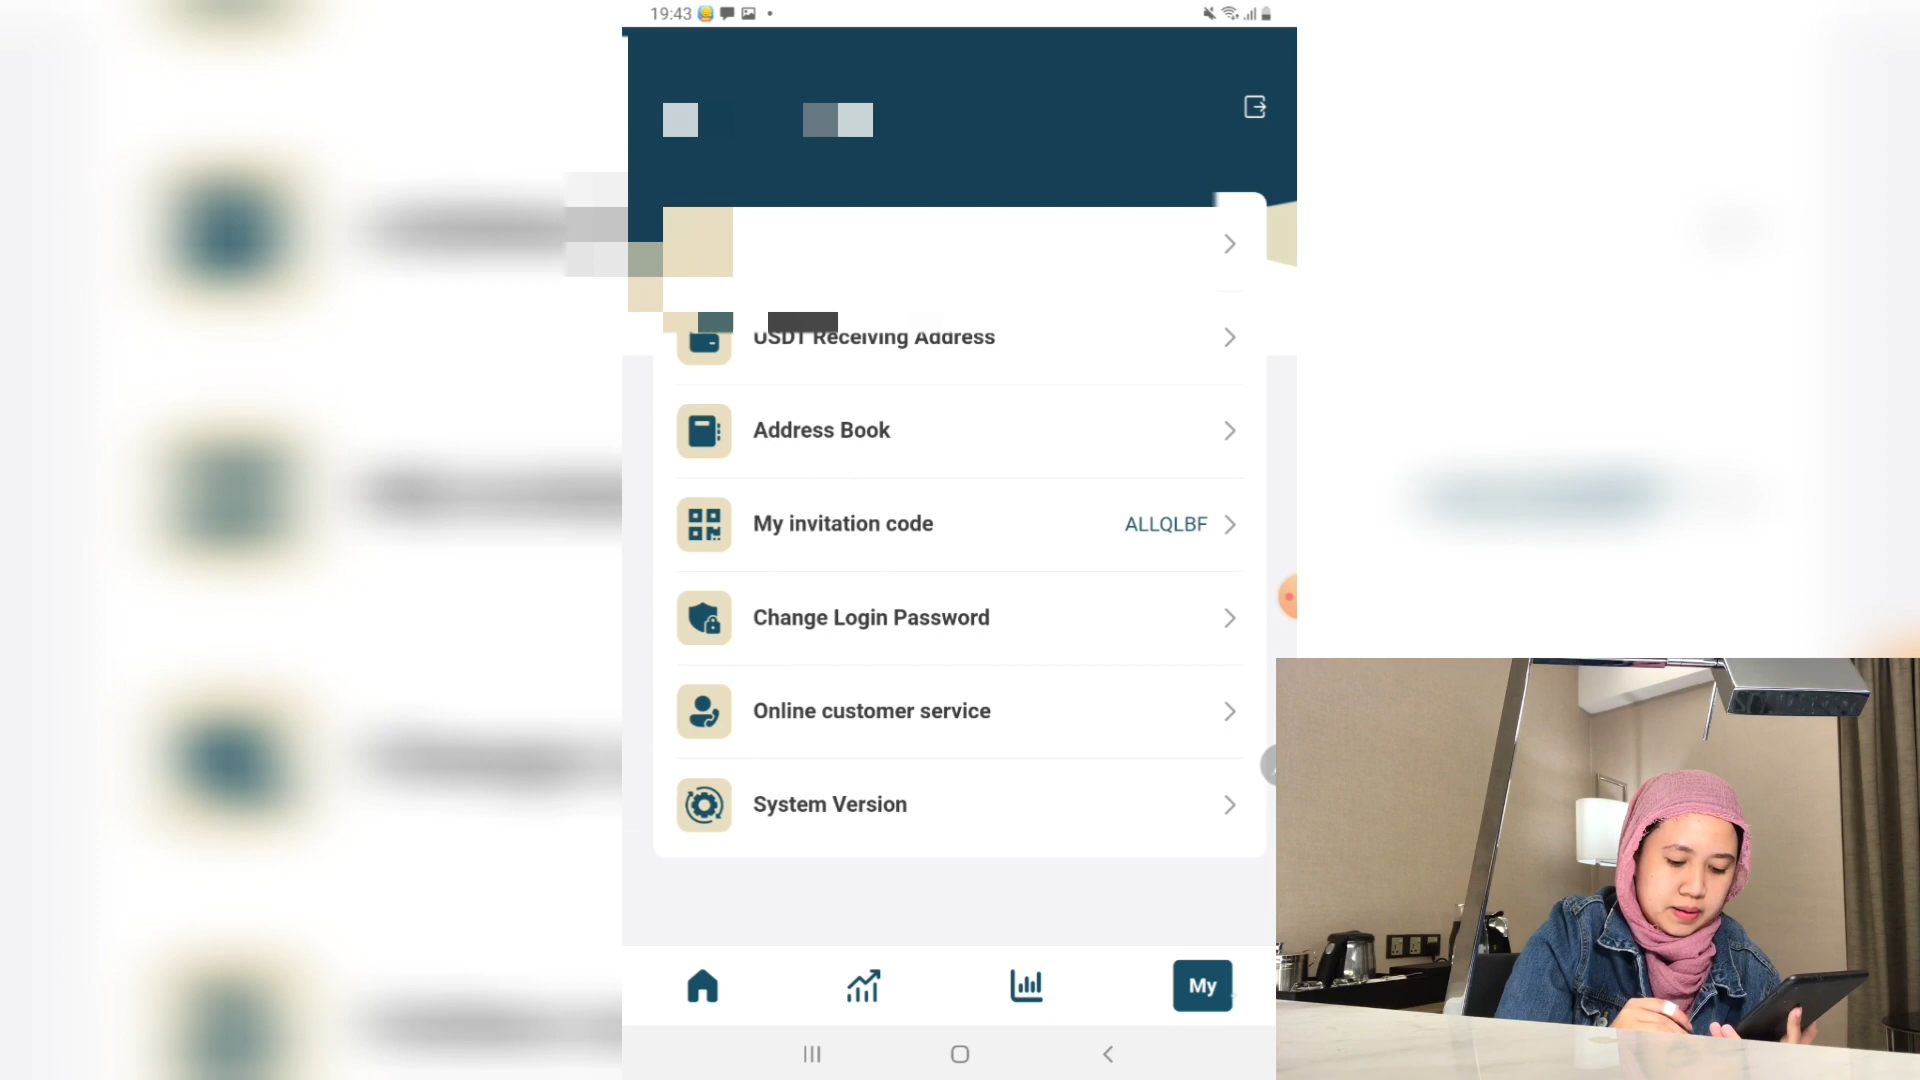 19:43
USDT Receiving Address
Address Book
My invitation code ALLQLBF
Change Login Password
Online customer service
System Version
My